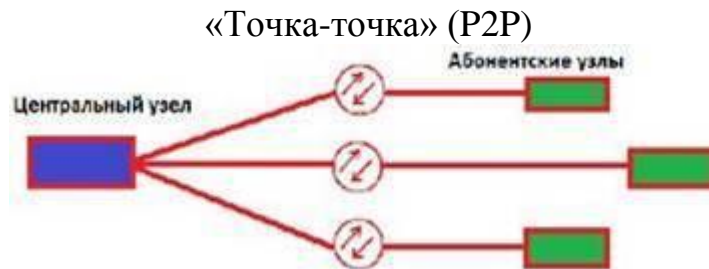 «Точка-точка» (P2P)
Абонентские узлы
Центральный узел